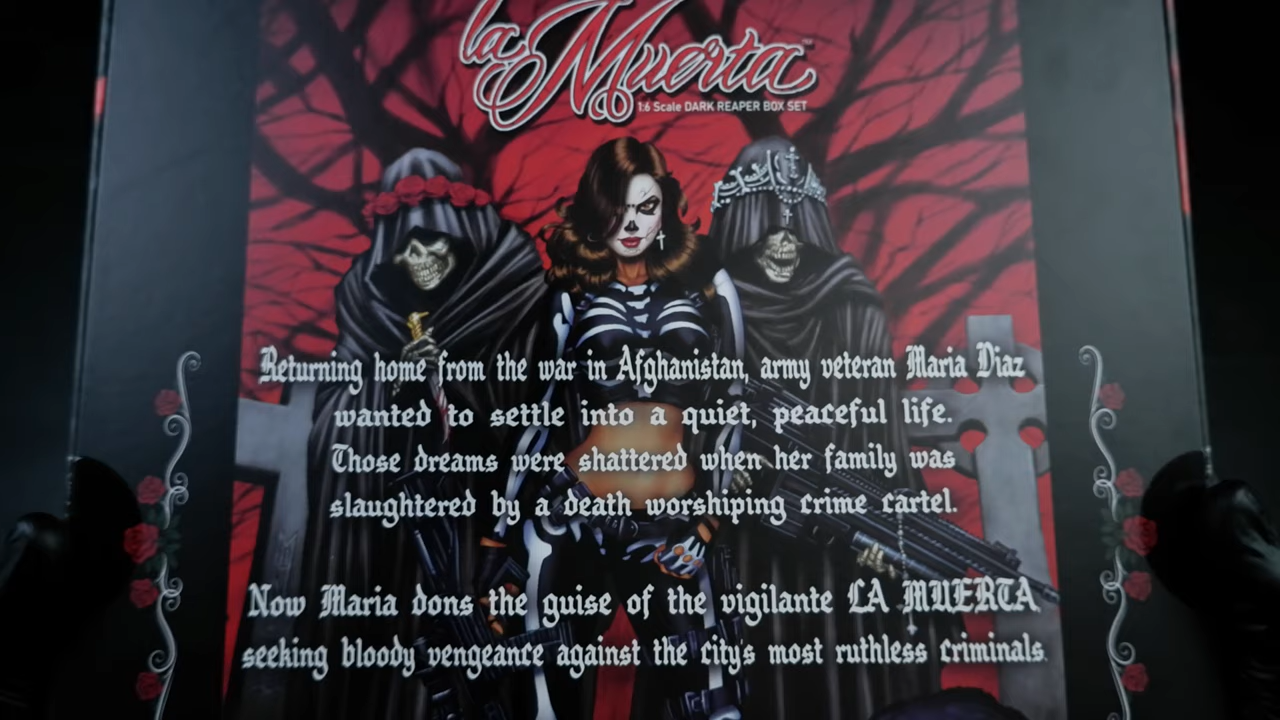 la Muerta™
1:6 Scale DARK REAPER BOX SET
Returning home from the war in Afghanistan, army veteran Maria Diaz
wanted to settle into a quiet, peaceful life.
Those dreams were shattered when her family was
slaughtered by a death worshiping crime cartel.
Now Maria dons the guise of the vigilante LA MUERTA
seeking bloody vengeance against the city's most ruthless criminals.